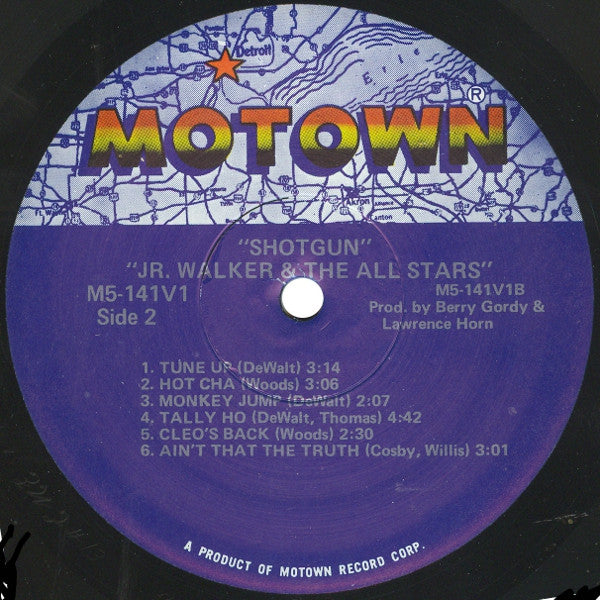 Detroit
Erie
MOTOWN®
Ft. W
Akron
Canton
"SHOTGUN"
"JR. WALKER & THE ALL STARS"
M5-141V1
M5-141V1B
Side 2
Prod. by Berry Gordy &
Lawrence Horn
1. TUNE UP (DeWalt) 3:14
2. HOT CHA (Woods) 3:06
3. MONKEY JUMP (DeWalt) 2:07
4. TALLY HO (DeWalt, Thomas) 4:42
5. CLEO'S BACK (Woods) 2:30
6. AIN'T THAT THE TRUTH (Cosby, Willis) 3:01
A PRODUCT OF MOTOWN RECORD CORP.